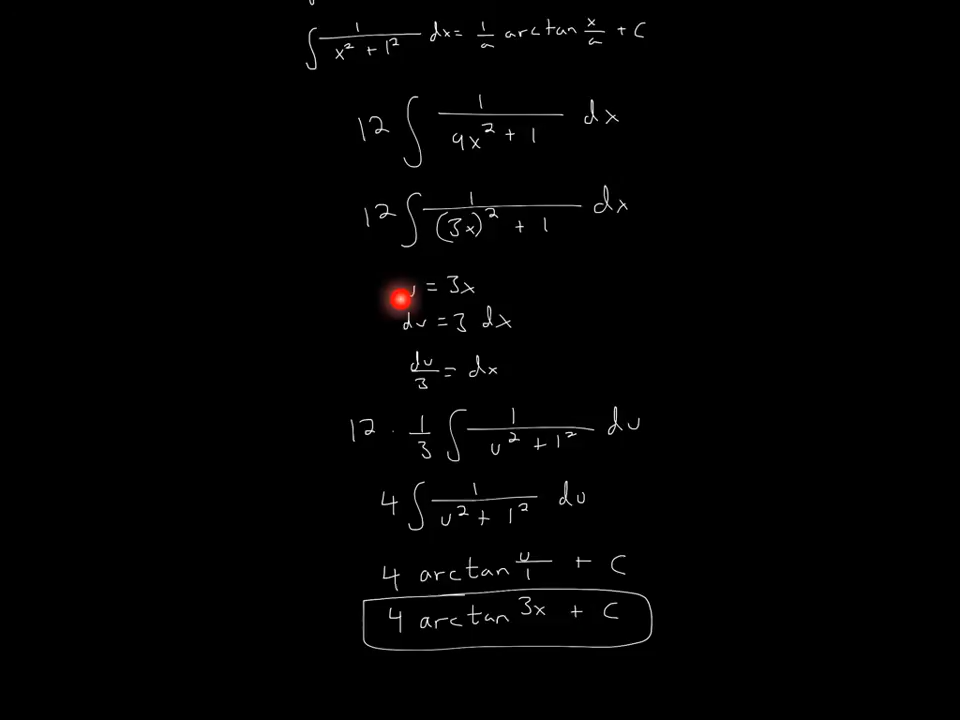 ∫ 1/(x² + 1²) dx = 1/a arctan x/a + C
12 ∫ 1/(9x² + 1) dx
12 ∫ 1/((3x)² + 1) dx
u = 3x
du = 3 dx
du/3 = dx
12 · 1/3 ∫ 1/(u² + 1²) du
4 ∫ 1/(u² + 1²) du
4 arctan u/1 + C
4 arctan 3x + C